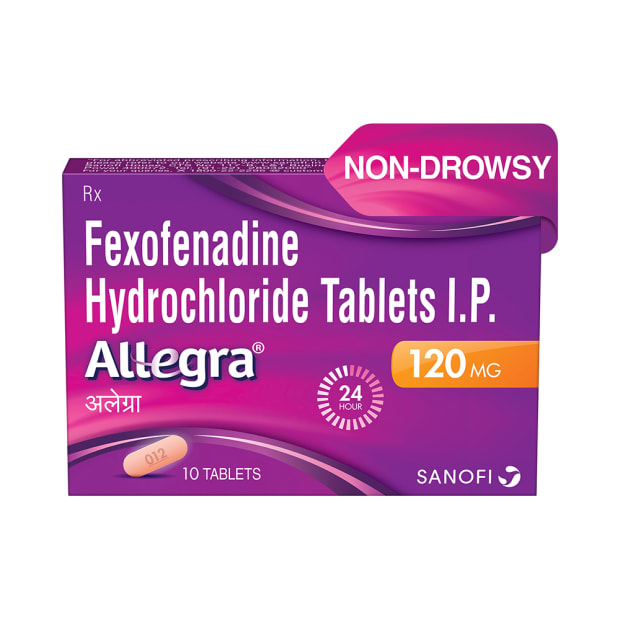 NON-DROWSY
Rx
Fexofenadine
Hydrochloride Tablets I.P.
Allegra®
120 MG
अलेग्रा
24
HOUR
012
10 TABLETS
SANOFI